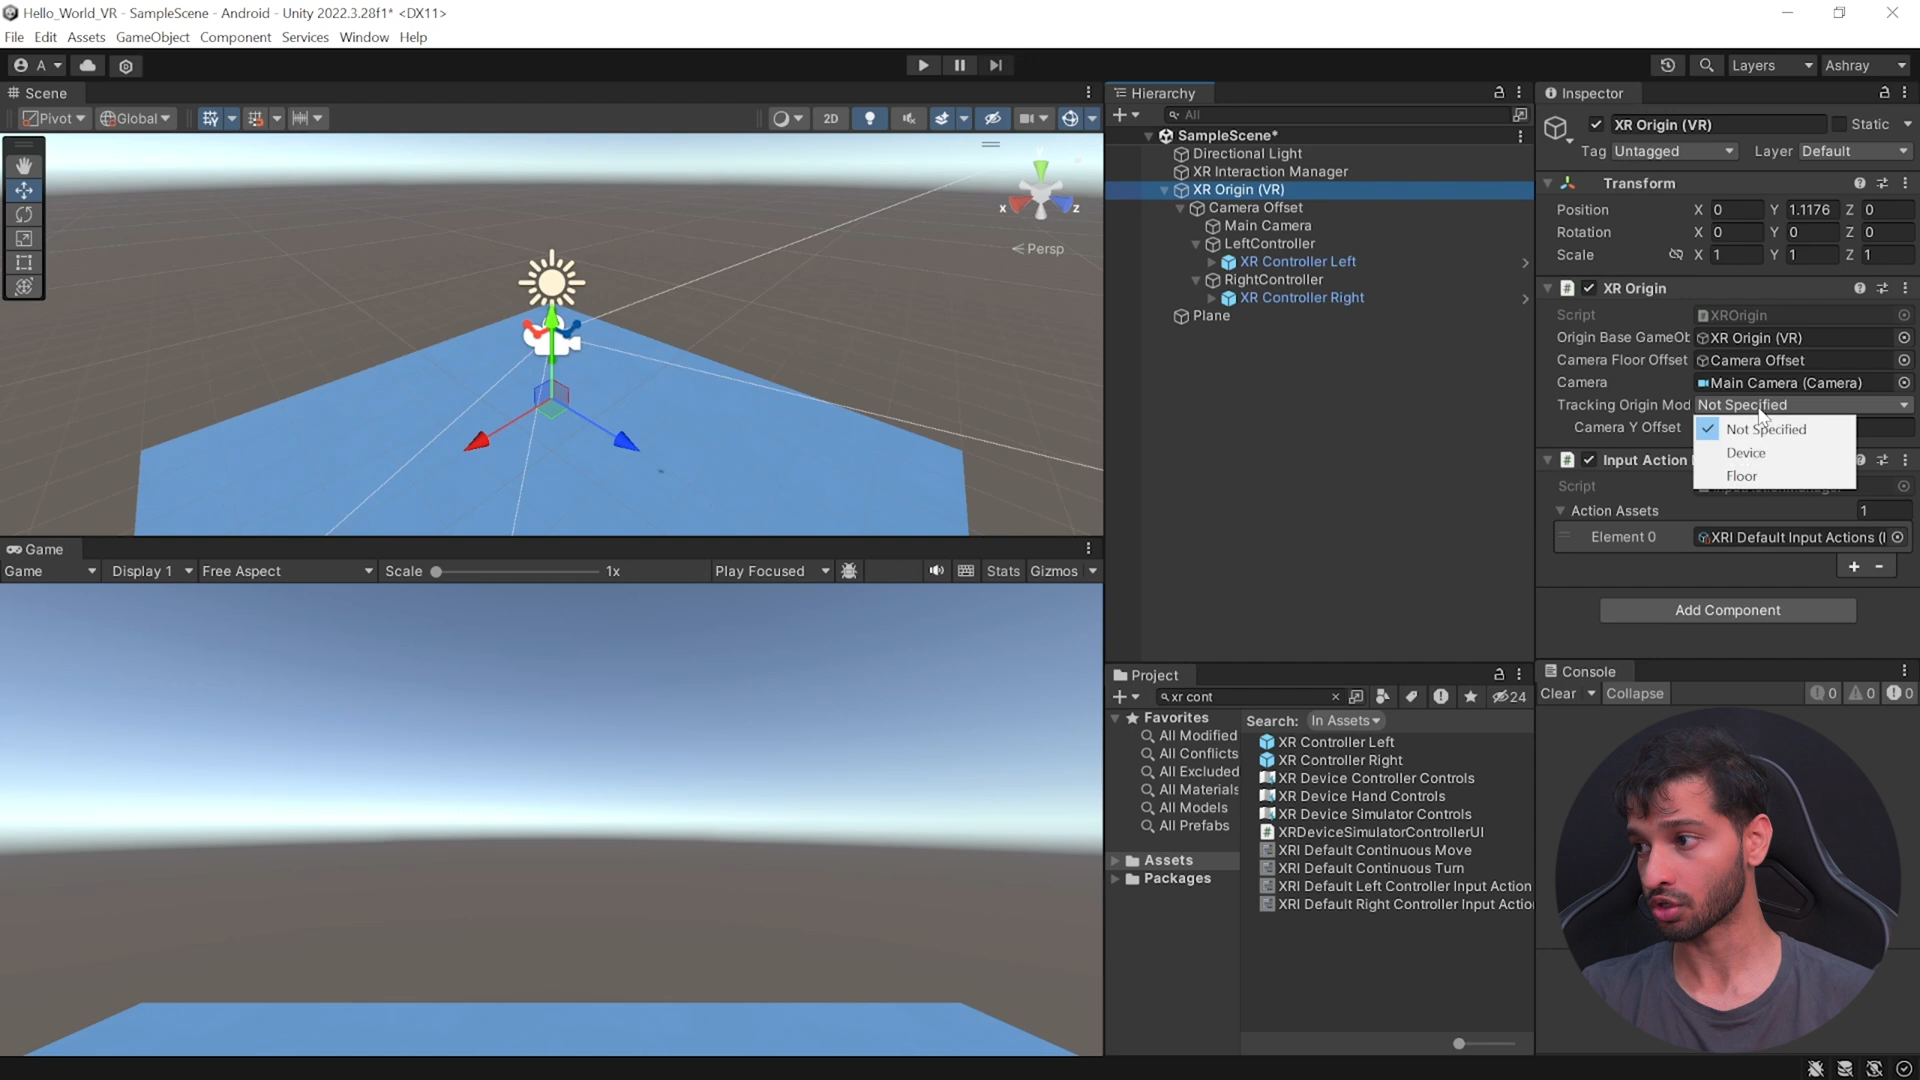 Hello_World_VR - SampleScene - Android - Unity 2022.3.28f1* <DX11>
File Edit Assets GameObject Component Services Window Help
A
Layers
Ashray
Scene
Pivot
Global
2D
x
z
Persp
Game
Game
Display 1
Free Aspect
Scale
1x
Play Focused
Stats
Gizmos
Hierarchy
All
SampleScene*
Directional Light
XR Interaction Manager
XR Origin (VR)
Camera Offset
Main Camera
LeftController
XR Controller Left
RightController
XR Controller Right
Plane
Inspector
XR Origin (VR)
Static
Tag Untagged
Layer Default
Transform
Position X 0 Y 1.1176 Z 0
Rotation X 0 Y 0 Z 0
Scale X 1 Y 1 Z 1
# XR Origin
Script XROrigin
Origin Base GameOb XR Origin (VR)
Camera Floor Offset Camera Offset
Camera Main Camera (Camera)
Tracking Origin Mod Not Specified
Camera Y Offset
Not Specified
Device
Floor
# Input Action
Script
Action Assets 1
Element 0 XRI Default Input Actions (I
Add Component
Project
xr cont
24
Favorites
All Modified
All Conflicts
All Excluded
All Materials
All Models
All Prefabs
Assets
Packages
Search: In Assets
XR Controller Left
XR Controller Right
XR Device Controller Controls
XR Device Hand Controls
XR Device Simulator Controls
XRDeviceSimulatorControllerUI
XRI Default Continuous Move
XRI Default Continuous Turn
XRI Default Left Controller Input Action
XRI Default Right Controller Input Actio
Console
Clear
Collapse
0
0
0